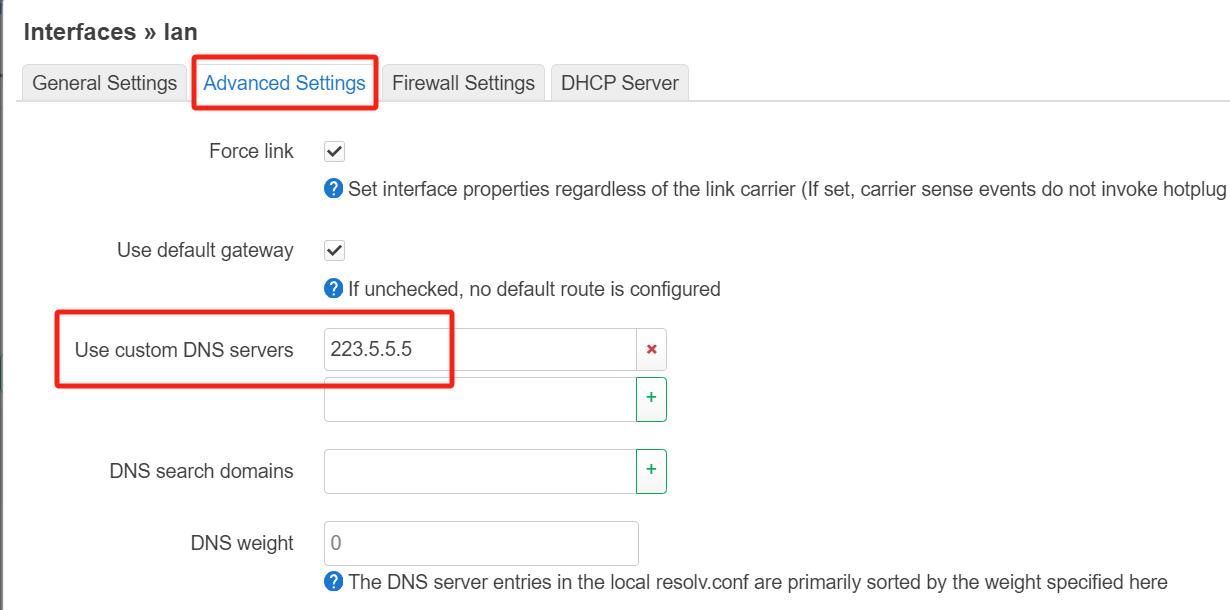 Interfaces » lan
General Settings Advanced Settings Firewall Settings DHCP Server
Force link
Set interface properties regardless of the link carrier (If set, carrier sense events do not invoke hotplug
Use default gateway
If unchecked, no default route is configured
Use custom DNS servers 223.5.5.5 ×
+
DNS search domains +
DNS weight 0
The DNS server entries in the local resolv.conf are primarily sorted by the weight specified here